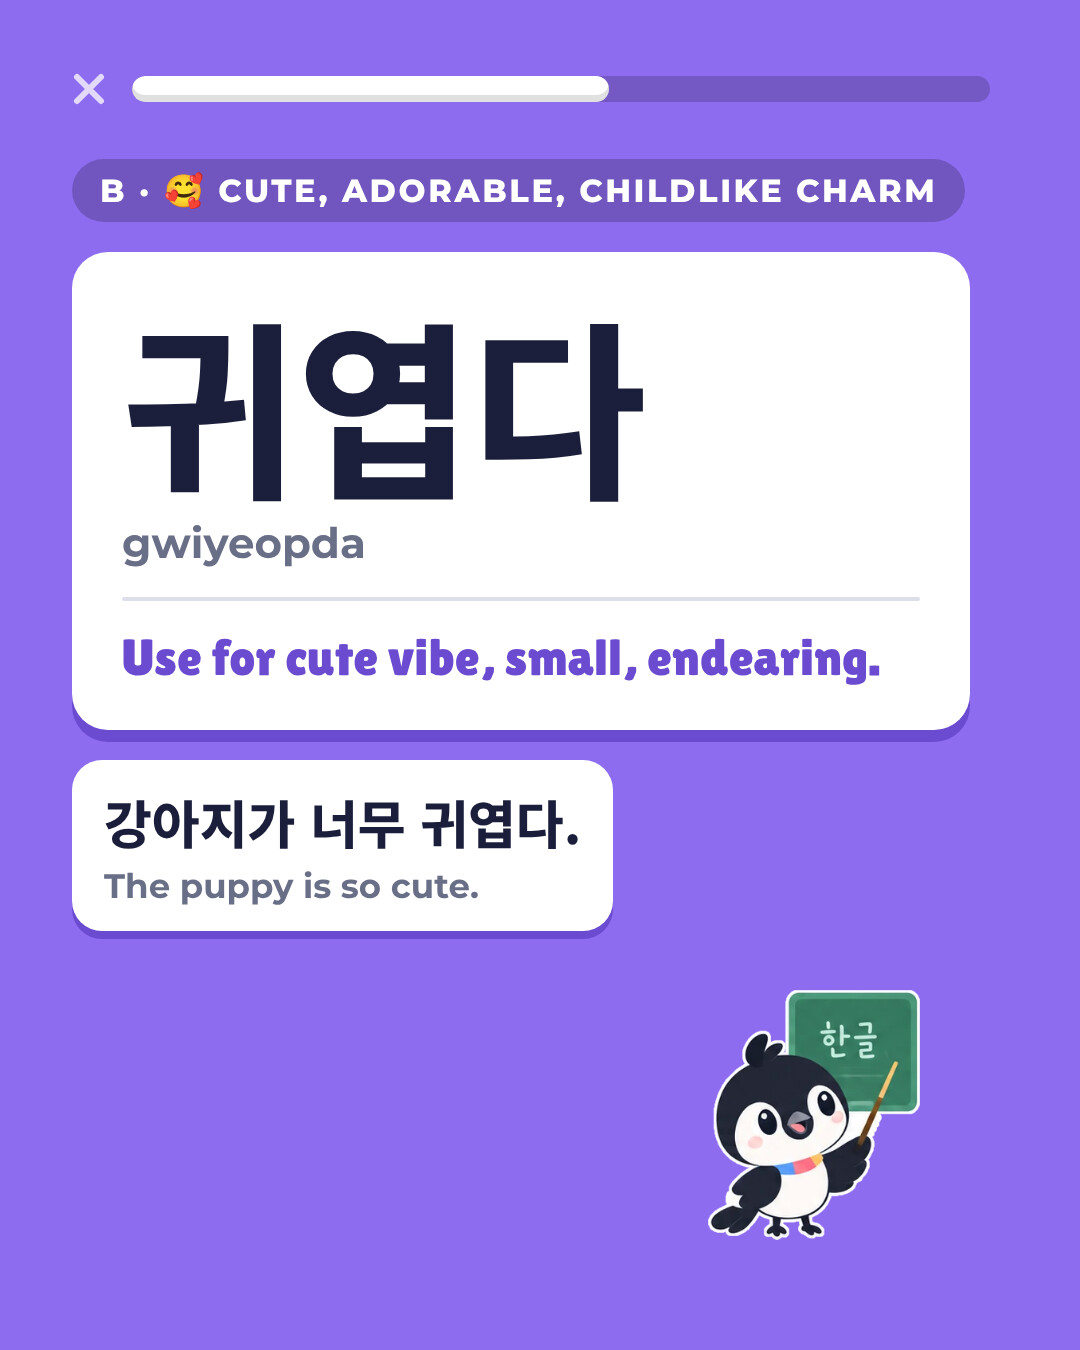 B · 🥰 CUTE, ADORABLE, CHILDLIKE CHARM
귀엽다
gwiyeopda
Use for cute vibe, small, endearing.
강아지가 너무 귀엽다.
The puppy is so cute.
한글